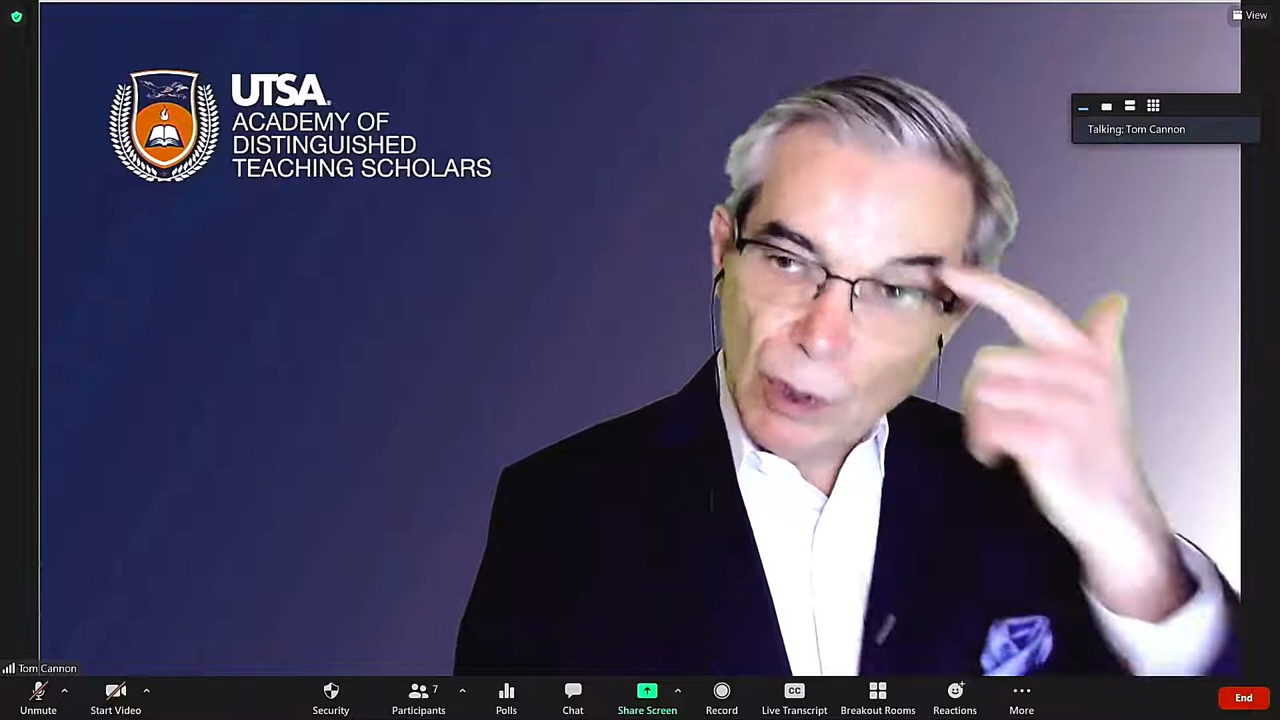 View
UTSA
ACADEMY OF
DISTINGUISHED
TEACHING SCHOLARS
Talking: Tom Cannon
Tom Cannon
7
CC
Unmute
Start Video
Security
Participants
Polls
Chat
Share Screen
Record
Live Transcript
Breakout Rooms
Reactions
More
End